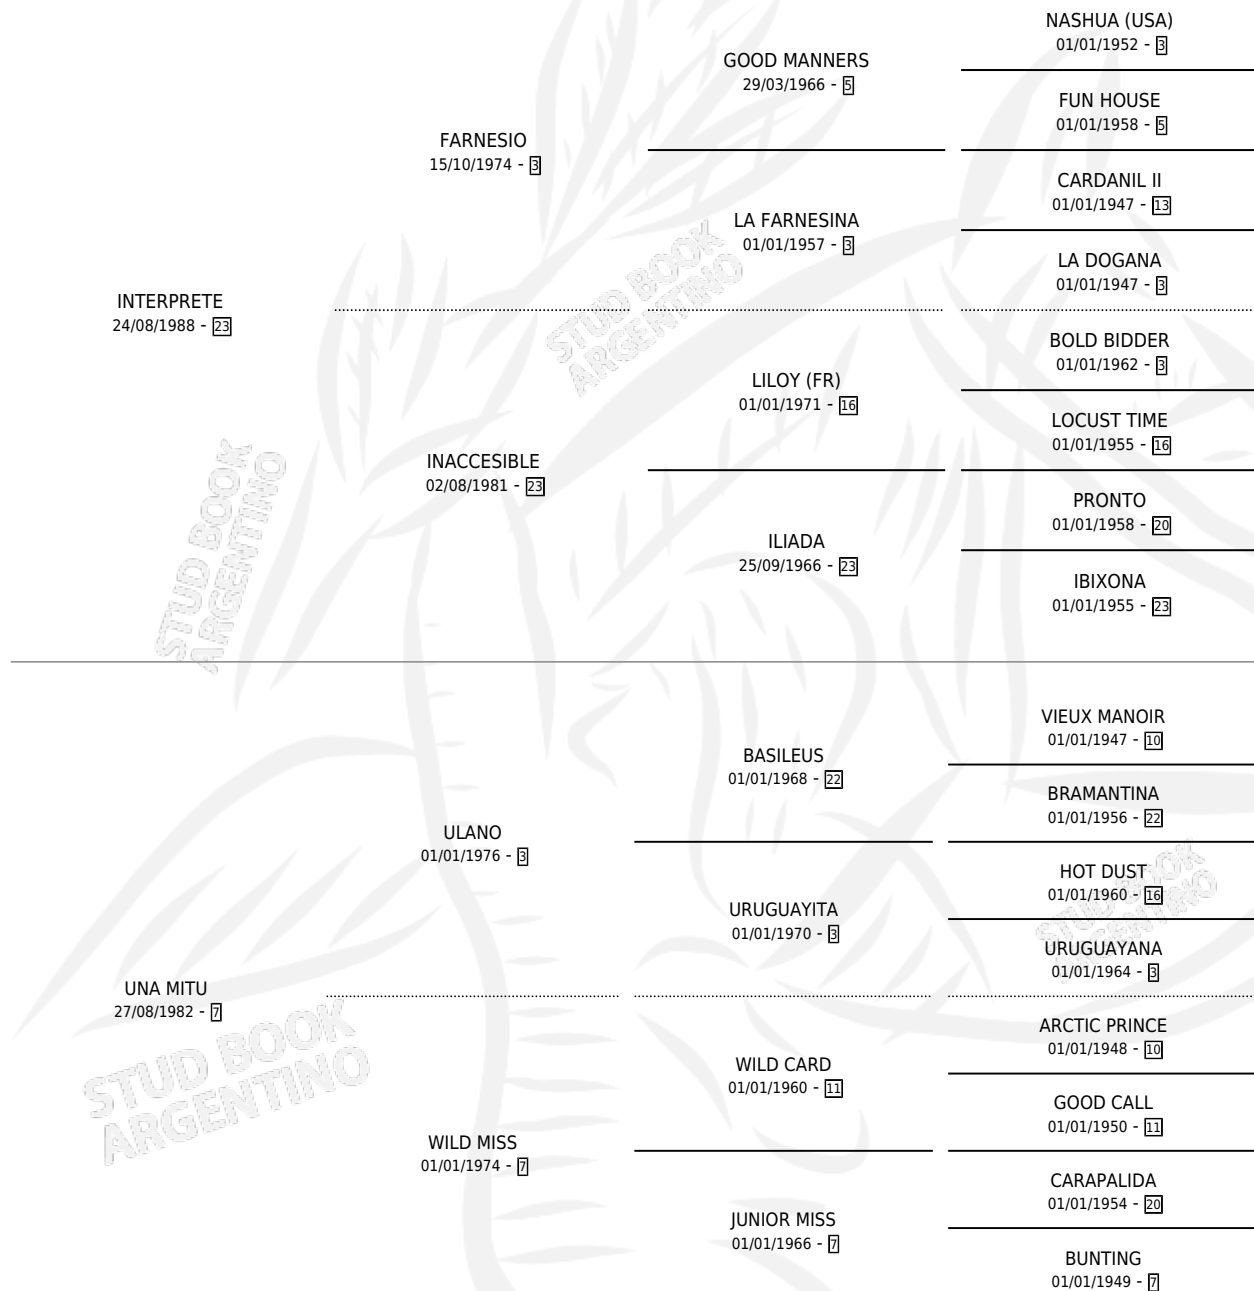 NASHUA (USA)
01/01/1952 - 3
GOOD MANNERS
29/03/1966 - 5
FUN HOUSE
01/01/1958 - 5
FARNESIO
15/10/1974 - 3
CARDANIL II
01/01/1947 - 13
LA FARNESINA
01/01/1957 - 3
LA DOGANA
01/01/1947 - 3
INTERPRETE
24/08/1988 - 23
BOLD BIDDER
01/01/1962 - 3
LILOY (FR)
01/01/1971 - 16
LOCUST TIME
01/01/1955 - 16
INACCESIBLE
02/08/1981 - 23
PRONTO
01/01/1958 - 20
ILIADA
25/09/1966 - 23
IBIXONA
01/01/1955 - 23
STUD BOOK
ARGENTINO
STUD BOOK
ARGENTINO
VIEUX MANOIR
01/01/1947 - 10
BASILEUS
01/01/1968 - 22
BRAMANTINA
01/01/1956 - 22
ULANO
01/01/1976 - 3
HOT DUST
01/01/1960 - 16
URUGUAYITA
01/01/1970 - 3
URUGUAYANA
01/01/1964 - 3
UNA MITU
27/08/1982 - 7
ARCTIC PRINCE
01/01/1948 - 10
WILD CARD
01/01/1960 - 11
GOOD CALL
01/01/1950 - 11
WILD MISS
01/01/1974 - 7
CARAPALIDA
01/01/1954 - 20
JUNIOR MISS
01/01/1966 - 7
BUNTING
01/01/1949 - 7
STUD BOOK
ARGENTINO
STUD BOOK
ARGENTINO